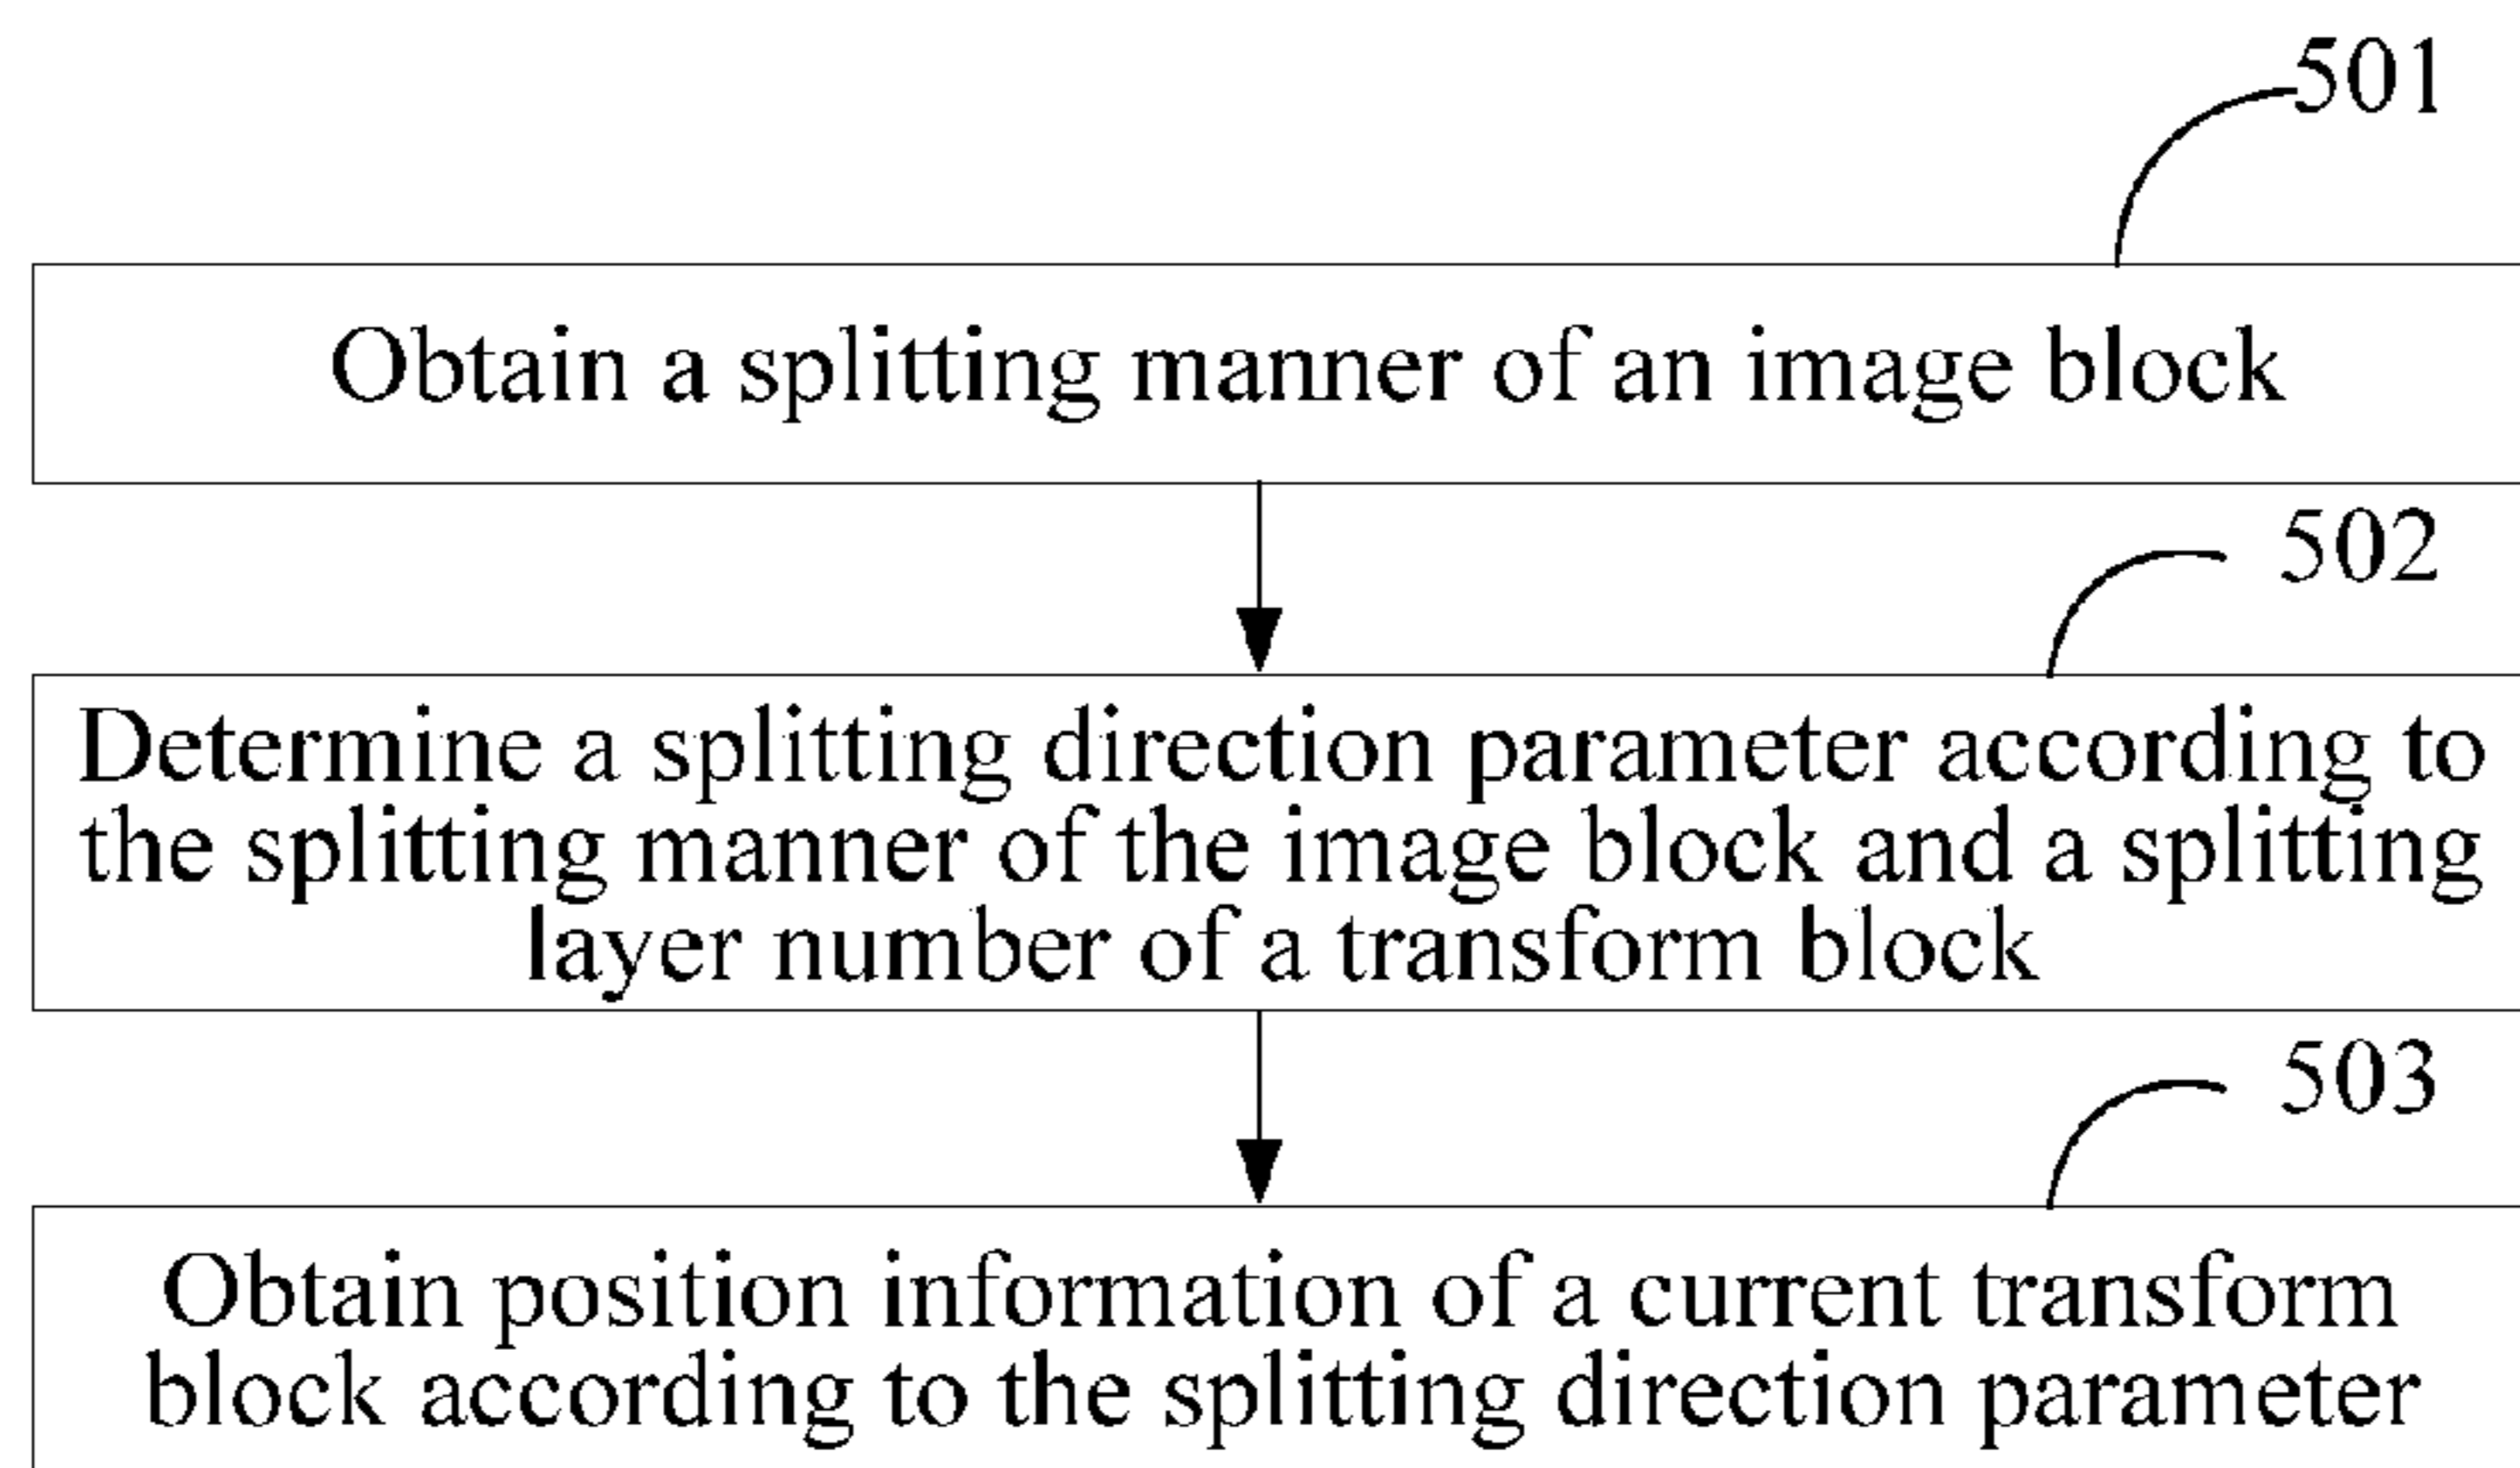 501
Obtain a splitting manner of an image block
502
Determine a splitting direction parameter according to
the splitting manner of the image block and a splitting
layer number of a transform block
503
Obtain position information of a current transform
block according to the splitting direction parameter